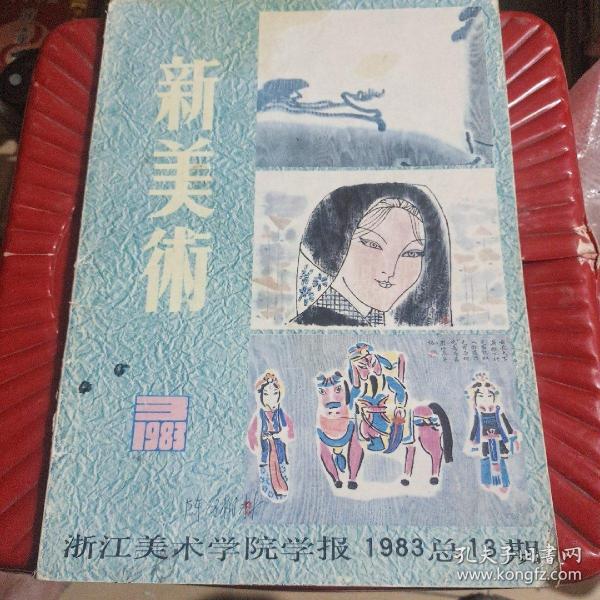 新美術
3
1983
浙江美术学院学报 1983总13期
孔夫子旧书网
www.kongfz.com